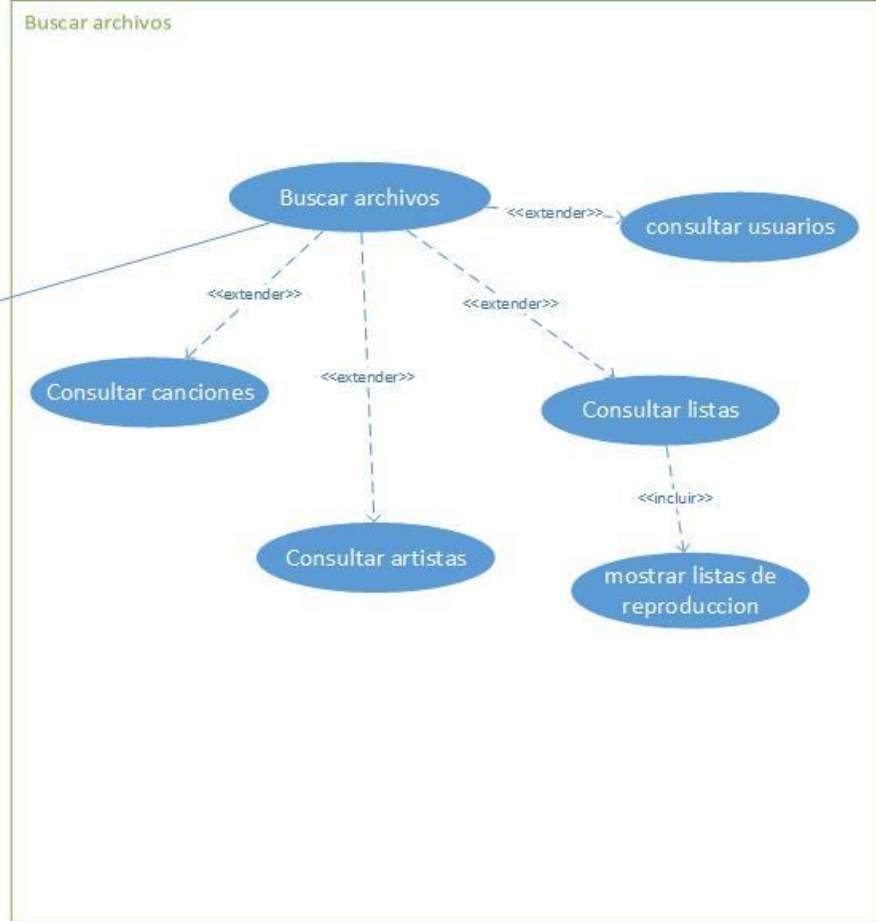 Buscar archivos
Buscar archivos
<<extender>>
consultar usuarios
<<extender>>
<<extender>>
<<extender>>
Consultar canciones
Consultar listas
<<incluir>>
Consultar artistas
mostrar listas de
reproduccion